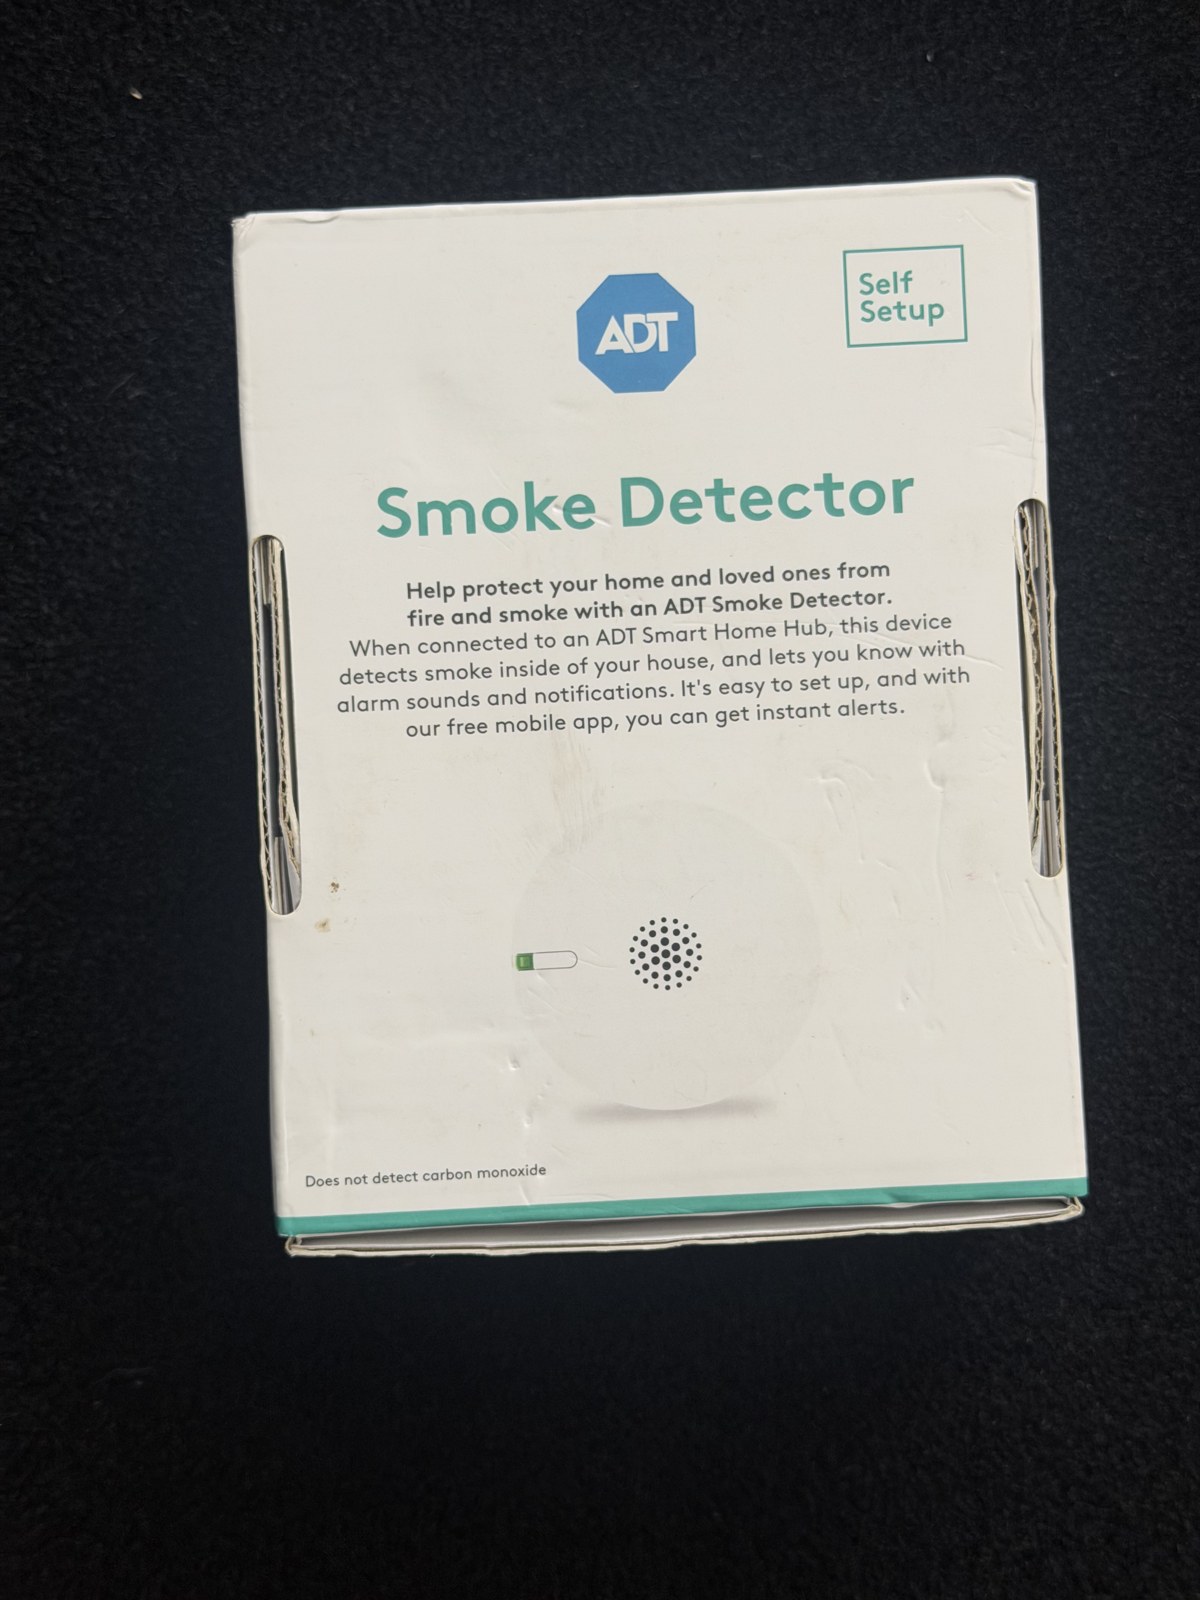 ADT
Self
Setup
Smoke Detector
Help protect your home and loved ones from
fire and smoke with an ADT Smoke Detector.
When connected to an ADT Smart Home Hub, this device
detects smoke inside of your house, and lets you know with
alarm sounds and notifications. It's easy to set up, and with
our free mobile app, you can get instant alerts.
Does not detect carbon monoxide